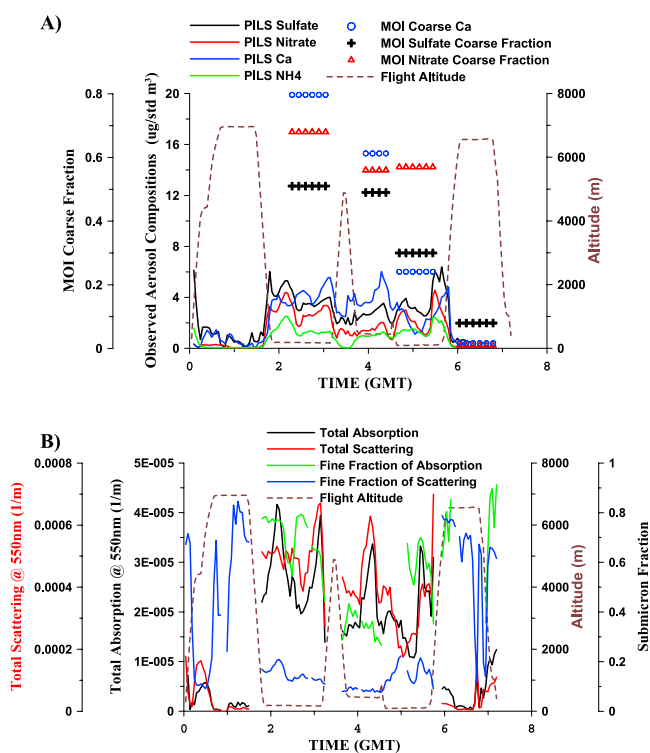 A)
PILS Sulfate
PILS Nitrate
PILS Ca
PILS NH4
MOI Coarse Ca
MOI Sulfate Coarse Fraction
MOI Nitrate Coarse Fraction
Flight Altitude
MOI Coarse Fraction
0.8
0.6
0.4
0.2
0
Observed Aerosol Compositions (ug/std m³)
20
16
12
8
4
0
8000
6000
4000
2000
0
Altitude (m)
0 2 4 6 8
TIME (GMT)
B)
Total Absorption
Total Scattering
Fine Fraction of Absorption
Fine Fraction of Scattering
Flight Altitude
Total Scattering @ 550nm (1/m)
0.0008
0.0006
0.0004
0.0002
0
Total Absorption @ 550nm (1/m)
5E-005
4E-005
3E-005
2E-005
1E-005
0
8000
6000
4000
2000
0
Altitude (m)
1
0.8
0.6
0.4
0.2
0
Submicron Fraction
0 2 4 6 8
TIME (GMT)